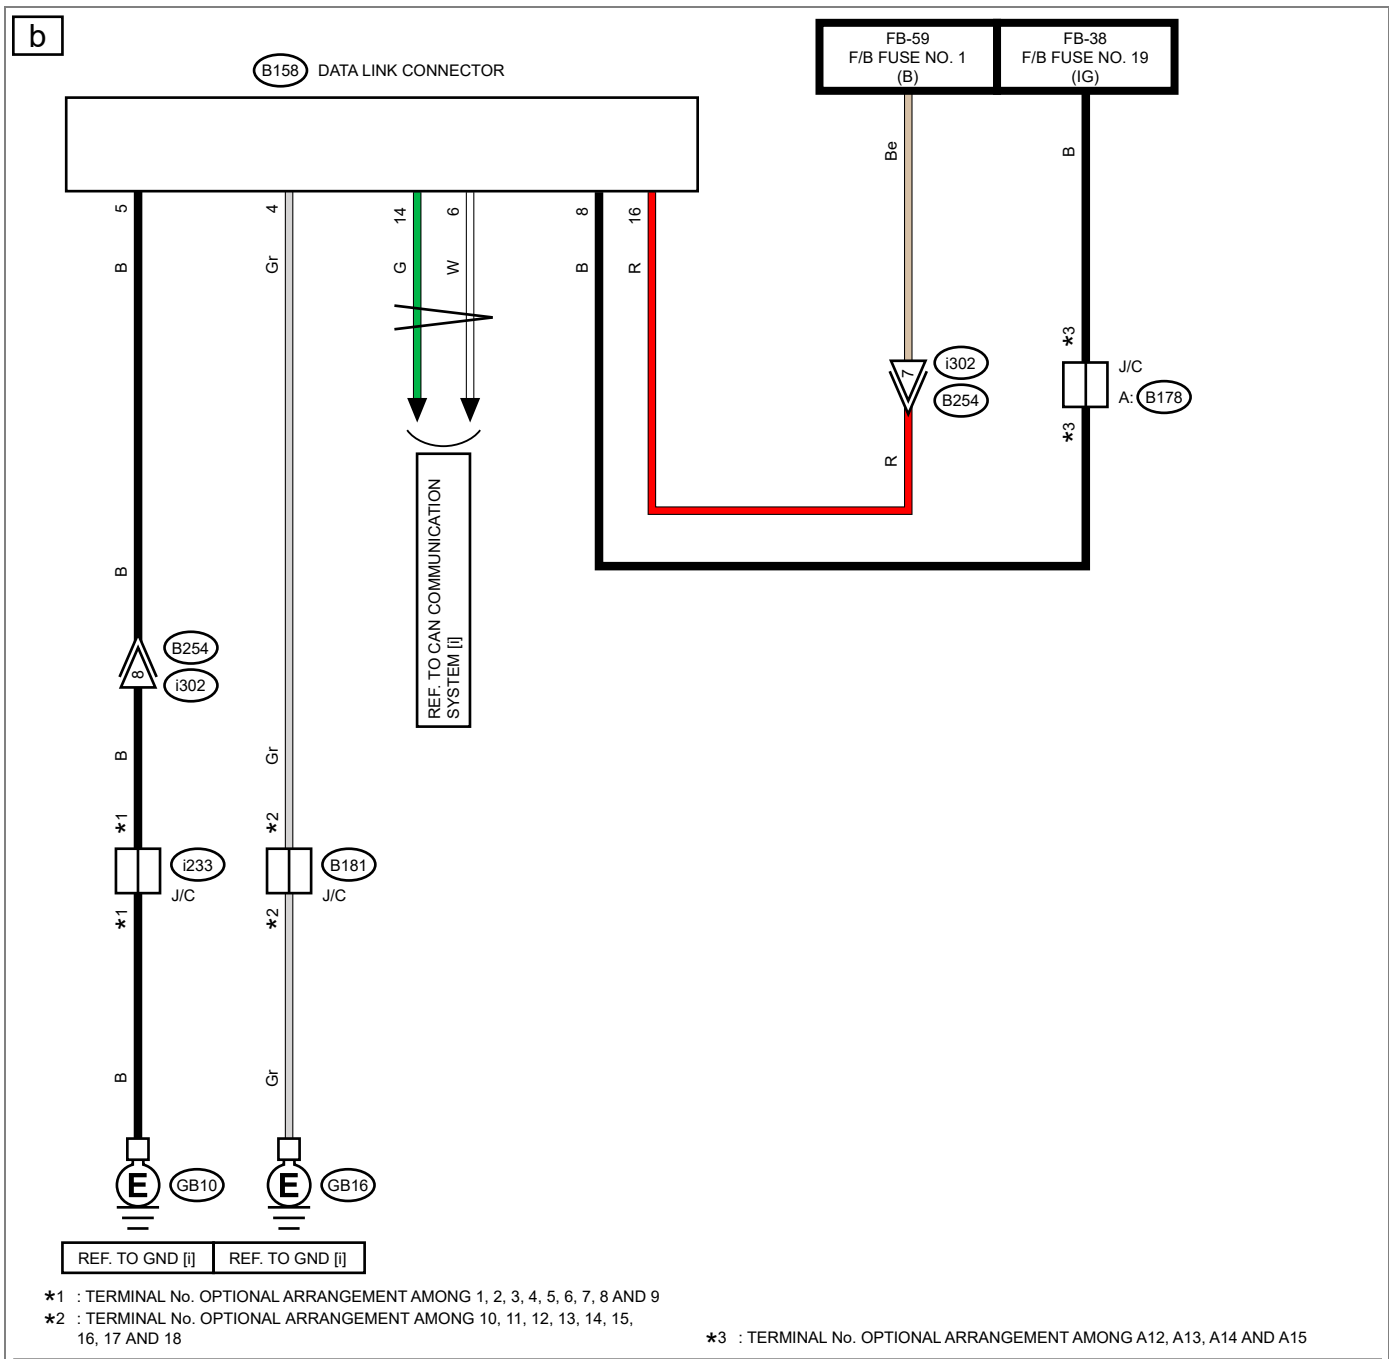 b
B158 DATA LINK CONNECTOR
FB-59
F/B FUSE NO. 1
(B)
FB-38
F/B FUSE NO. 19
(IG)
5
4
14
6
8
16
B
Gr
G
W
B
R
Be
B
*3
J/C
A: B178
*3
7
i302
B254
R
REF. TO CAN COMMUNICATION
SYSTEM [i]
B
8
B254
i302
B
Gr
*1
*2
i233
J/C
B181
J/C
*1
*2
B
Gr
E
GB10
E
GB16
REF. TO GND [i]
REF. TO GND [i]
*1 : TERMINAL No. OPTIONAL ARRANGEMENT AMONG 1, 2, 3, 4, 5, 6, 7, 8 AND 9
*2 : TERMINAL No. OPTIONAL ARRANGEMENT AMONG 10, 11, 12, 13, 14, 15,
16, 17 AND 18
*3 : TERMINAL No. OPTIONAL ARRANGEMENT AMONG A12, A13, A14 AND A15